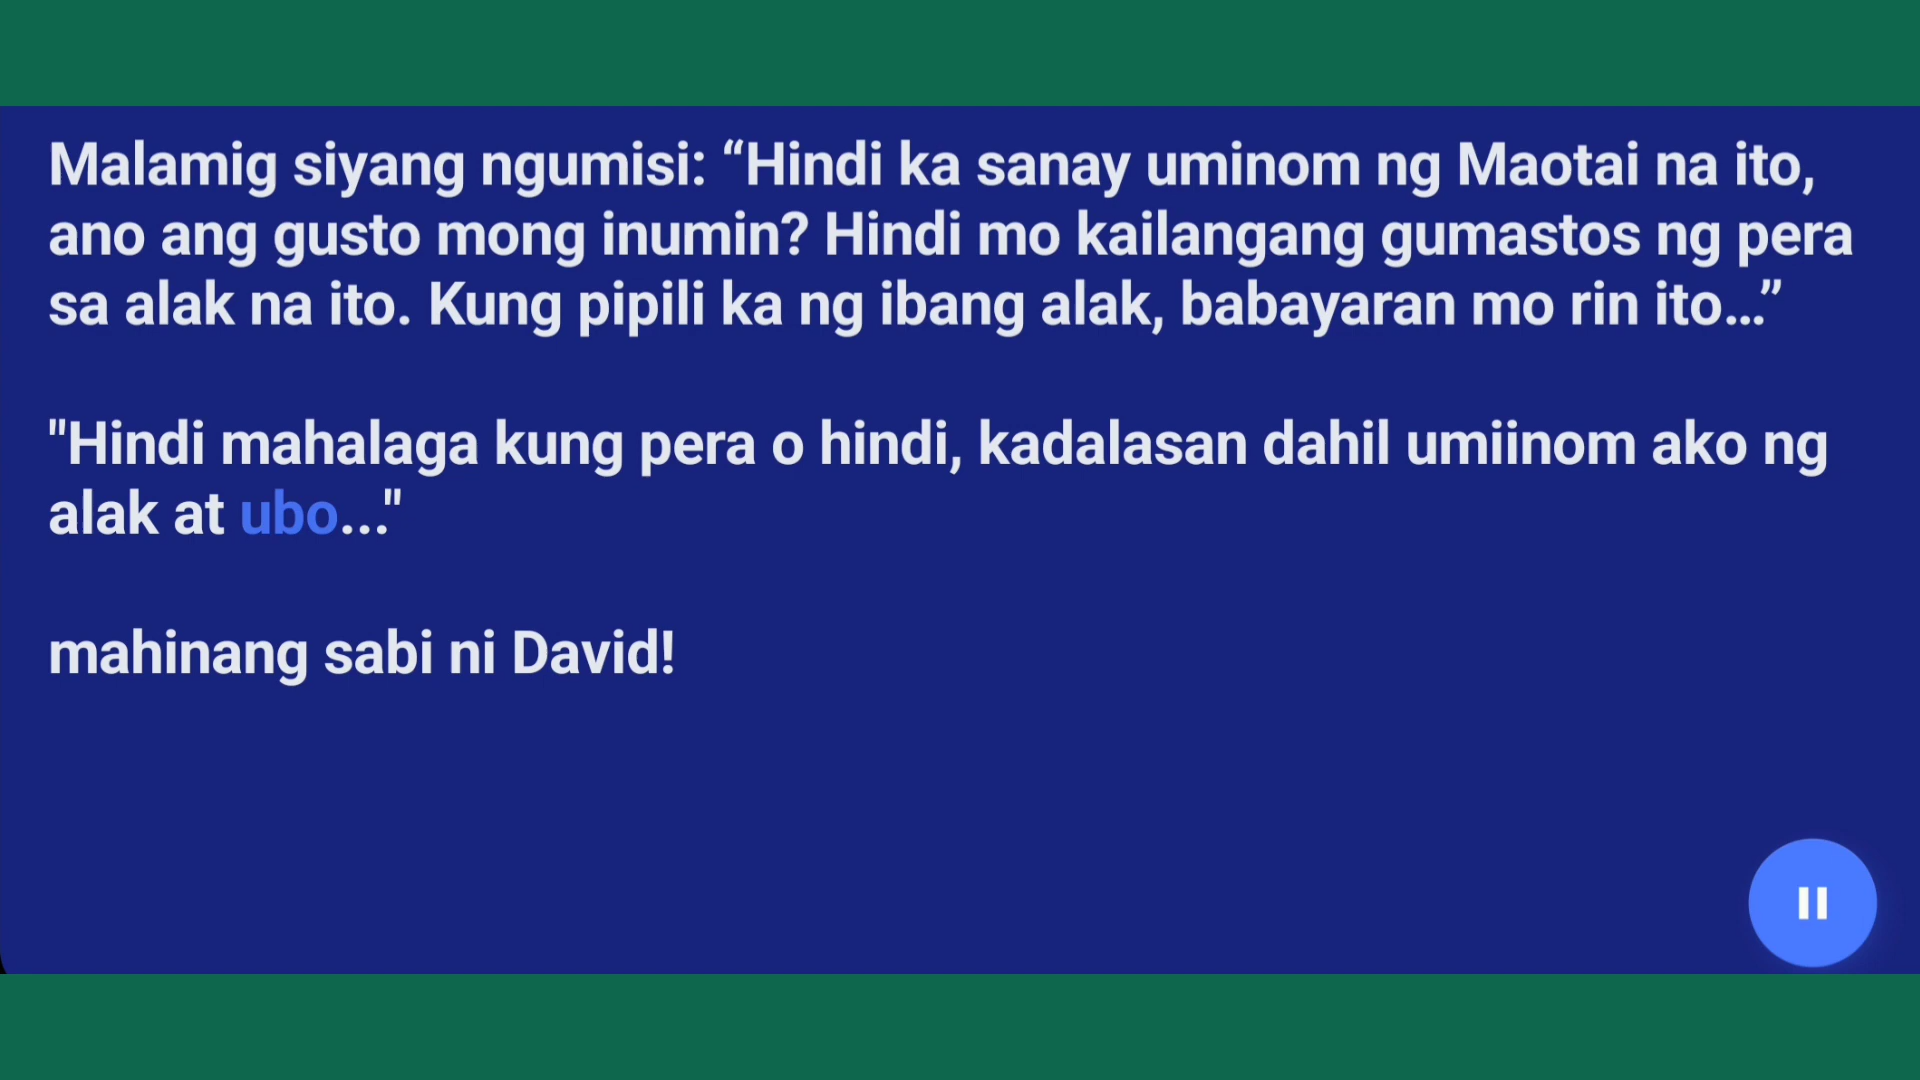 Malamig siyang ngumisi: “Hindi ka sanay uminom ng Maotai na ito,
ano ang gusto mong inumin? Hindi mo kailangang gumastos ng pera
sa alak na ito. Kung pipili ka ng ibang alak, babayaran mo rin ito…”
"Hindi mahalaga kung pera o hindi, kadalasan dahil umiinom ako ng
alak at ubo..."
mahinang sabi ni David!